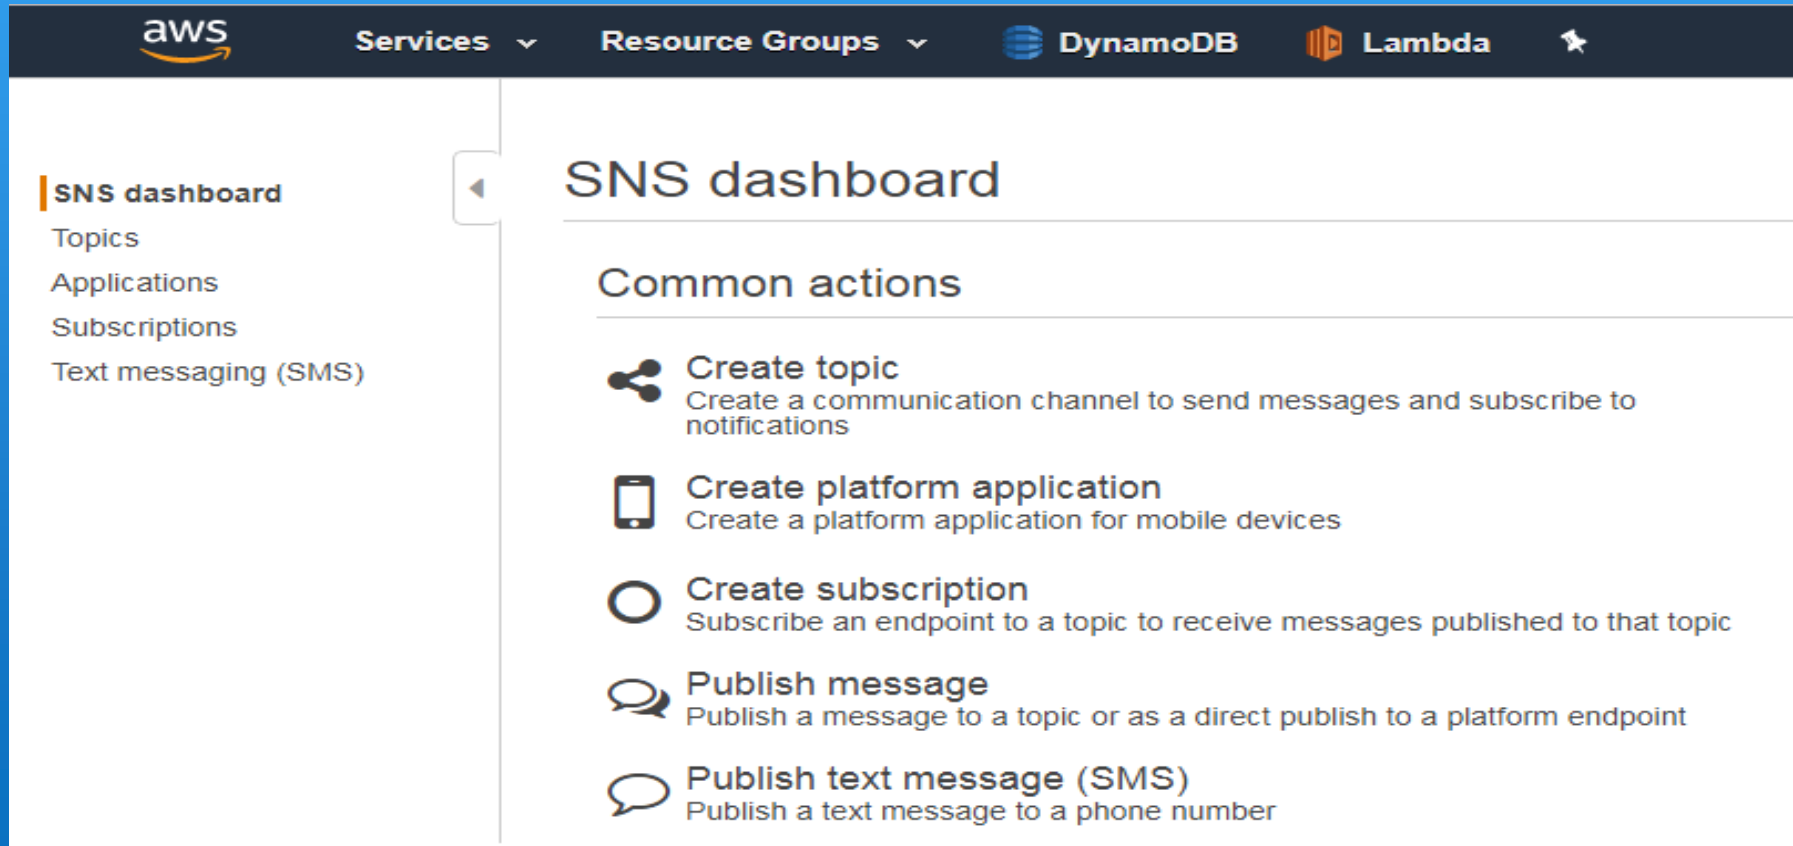 aws Services Resource Groups DynamoDB Lambda
SNS dashboard
Topics
Applications
Subscriptions
Text messaging (SMS)
SNS dashboard
Common actions
Create topic
Create a communication channel to send messages and subscribe to
notifications
Create platform application
Create a platform application for mobile devices
Create subscription
Subscribe an endpoint to a topic to receive messages published to that topic
Publish message
Publish a message to a topic or as a direct publish to a platform endpoint
Publish text message (SMS)
Publish a text message to a phone number